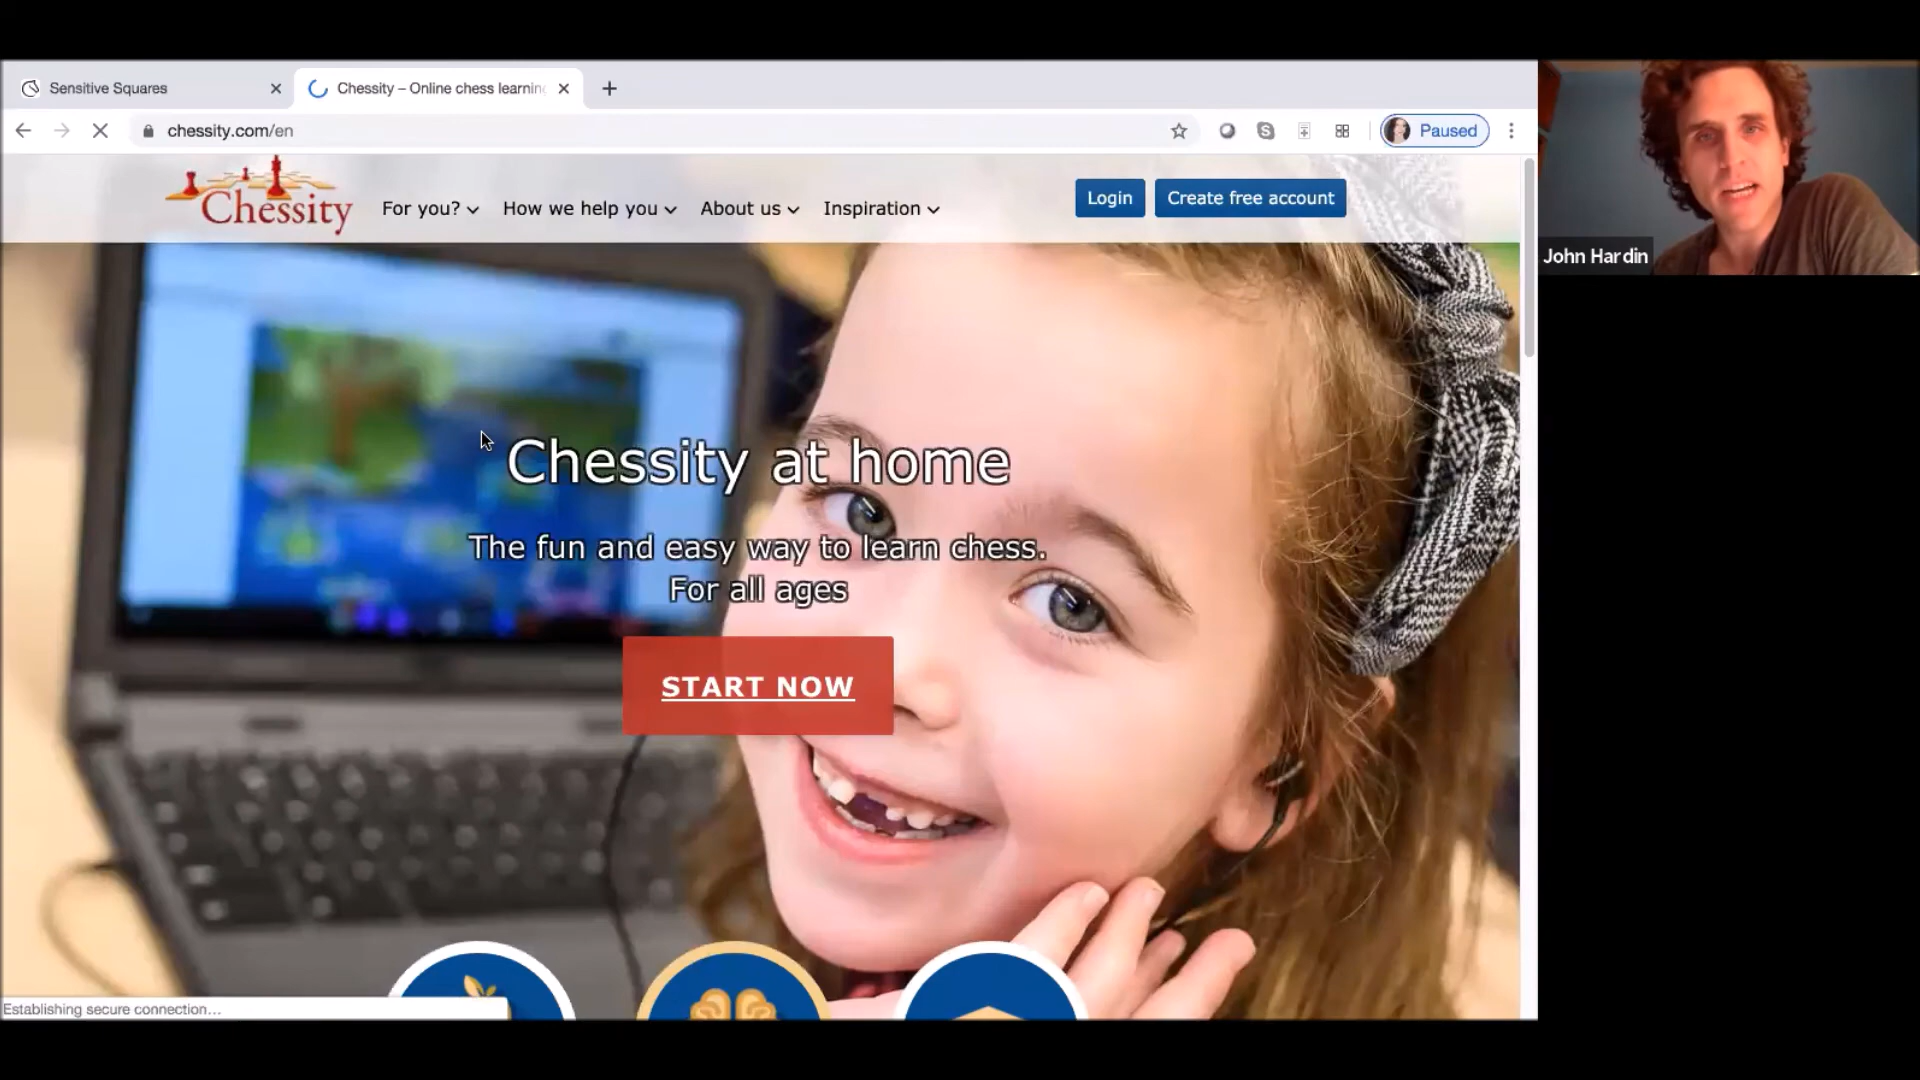 Sensitive Squares
Chessity – Online chess learning
chessity.com/en
Paused
Chessity
For you?
How we help you
About us
Inspiration
Login
Create free account
John Hardin
Chessity at home
The fun and easy way to learn chess.
For all ages
START NOW
Establishing secure connection...